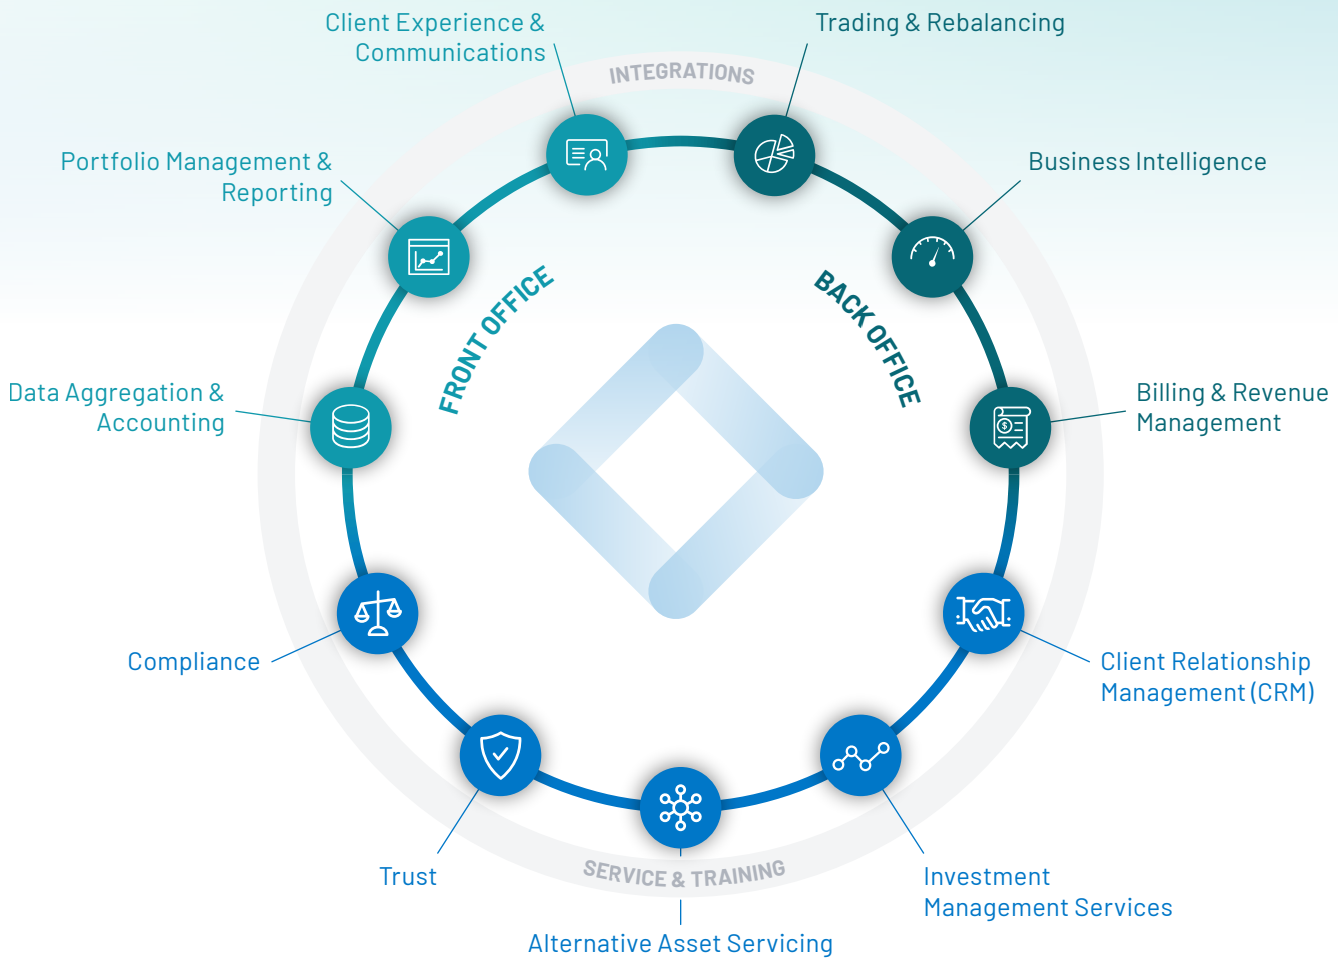 Client Experience &
Communications
Trading & Rebalancing
INTEGRATIONS
Portfolio Management &
Reporting
Business Intelligence
FRONT OFFICE
BACK OFFICE
Data Aggregation &
Accounting
Billing & Revenue
Management
$
Compliance
Client Relationship
Management (CRM)
Trust
SERVICE & TRAINING
Investment
Management Services
Alternative Asset Servicing